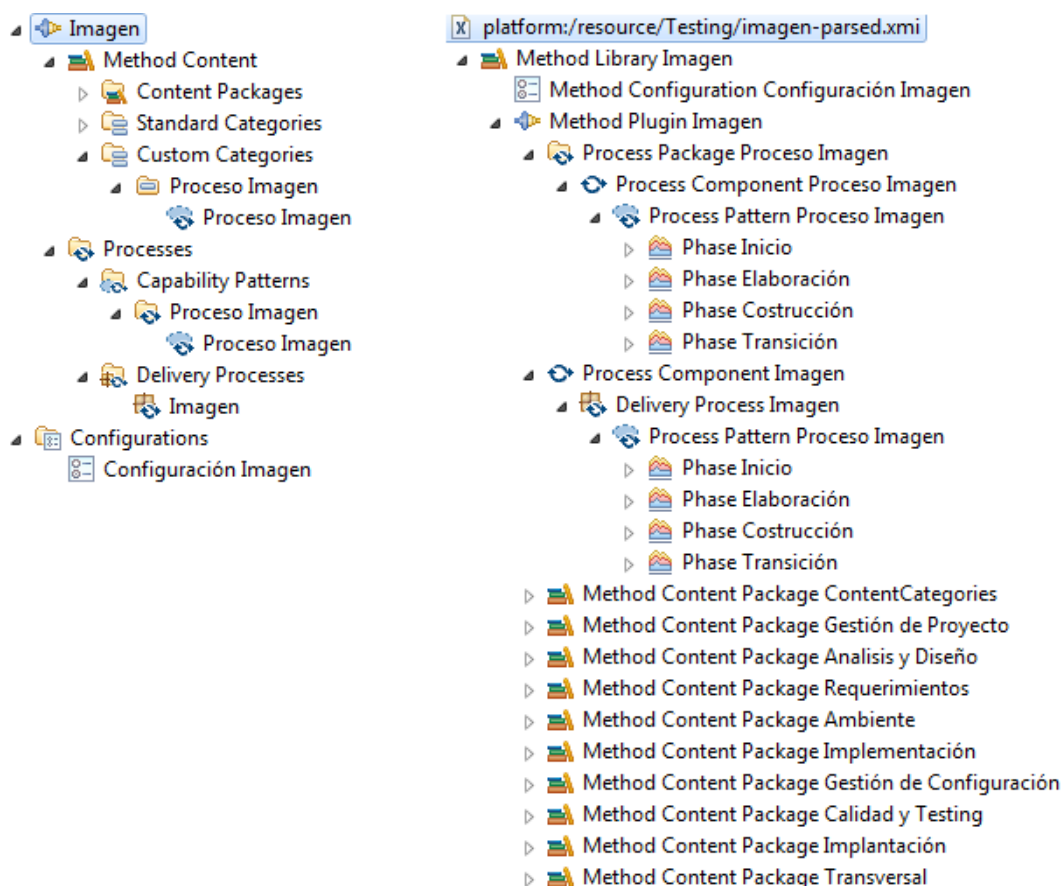 Imagen
Method Content
Content Packages
Standard Categories
Custom Categories
Proceso Imagen
Proceso Imagen
Processes
Capability Patterns
Proceso Imagen
Proceso Imagen
Delivery Processes
Imagen
Configurations
Configuración Imagen
platform:/resource/Testing/imagen-parsed.xmi
Method Library Imagen
Method Configuration Configuración Imagen
Method Plugin Imagen
Process Package Proceso Imagen
Process Component Proceso Imagen
Process Pattern Proceso Imagen
Phase Inicio
Phase Elaboración
Phase Costrucción
Phase Transición
Process Component Imagen
Delivery Process Imagen
Process Pattern Proceso Imagen
Phase Inicio
Phase Elaboración
Phase Costrucción
Phase Transición
Method Content Package ContentCategories
Method Content Package Gestión de Proyecto
Method Content Package Analisis y Diseño
Method Content Package Requerimientos
Method Content Package Ambiente
Method Content Package Implementación
Method Content Package Gestión de Configuración
Method Content Package Calidad y Testing
Method Content Package Implantación
Method Content Package Transversal